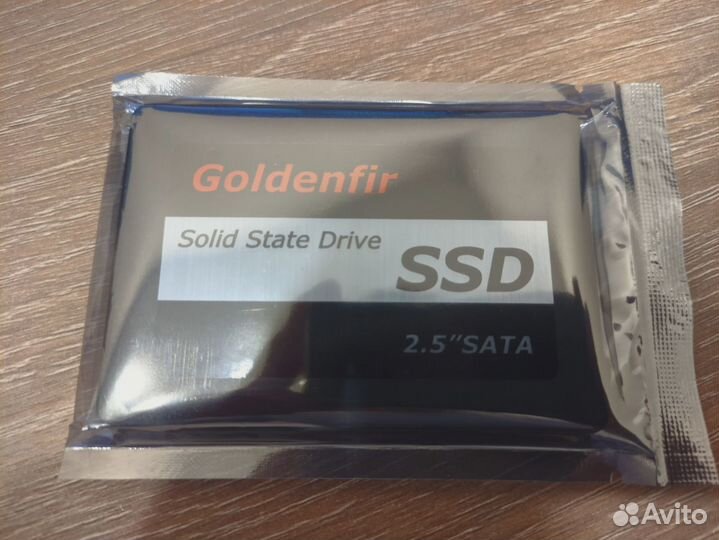 Goldenfir
Solid State Drive
SSD
2.5"SATA
Avito